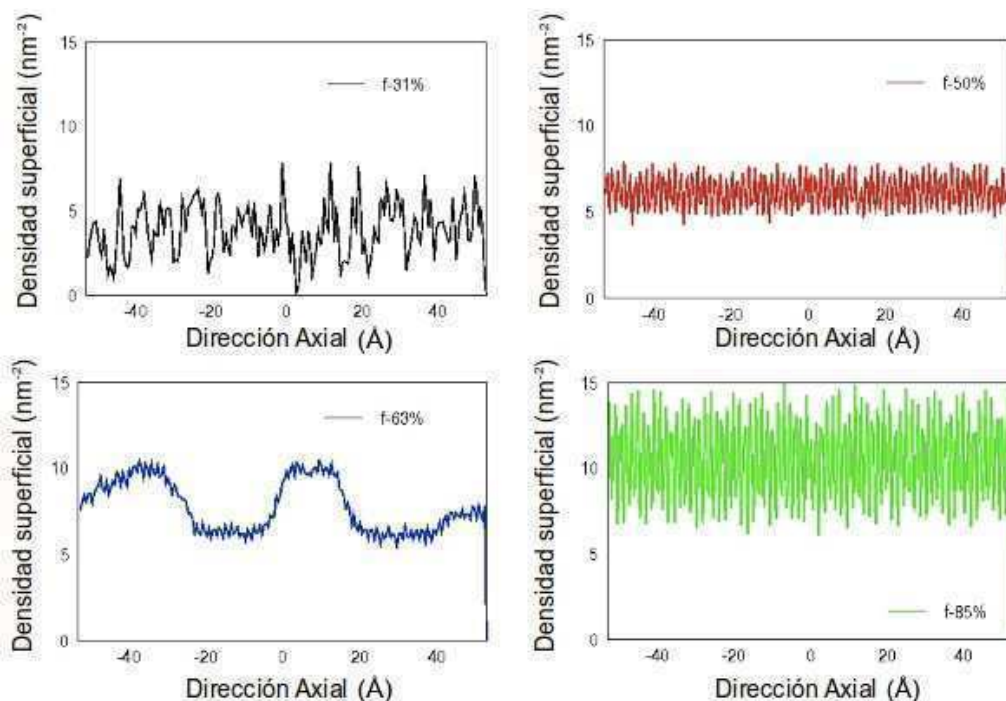 Densidad superficial (nm⁻²)
15
10
5
0
f-31%
-40 -20 0 20 40
Dirección Axial (Å)
Densidad superficial (nm⁻²)
15
10
5
0
f-50%
-40 -20 0 20 40
Dirección Axial (Å)
Densidad superficial (nm⁻²)
15
10
5
0
f-63%
-40 -20 0 20 40
Dirección Axial (Å)
Densidad superficial (nm⁻²)
15
10
5
0
f-85%
-40 -20 0 20 40
Dirección Axial (Å)